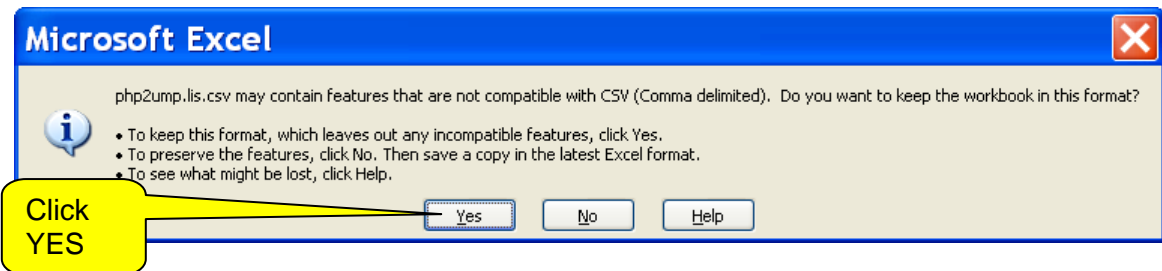 Microsoft Excel
php2ump.lis.csv may contain features that are not compatible with CSV (Comma delimited). Do you want to keep the workbook in this format?
• To keep this format, which leaves out any incompatible features, click Yes.
• To preserve the features, click No. Then save a copy in the latest Excel format.
• To see what might be lost, click Help.
Click
YES
Yes No Help